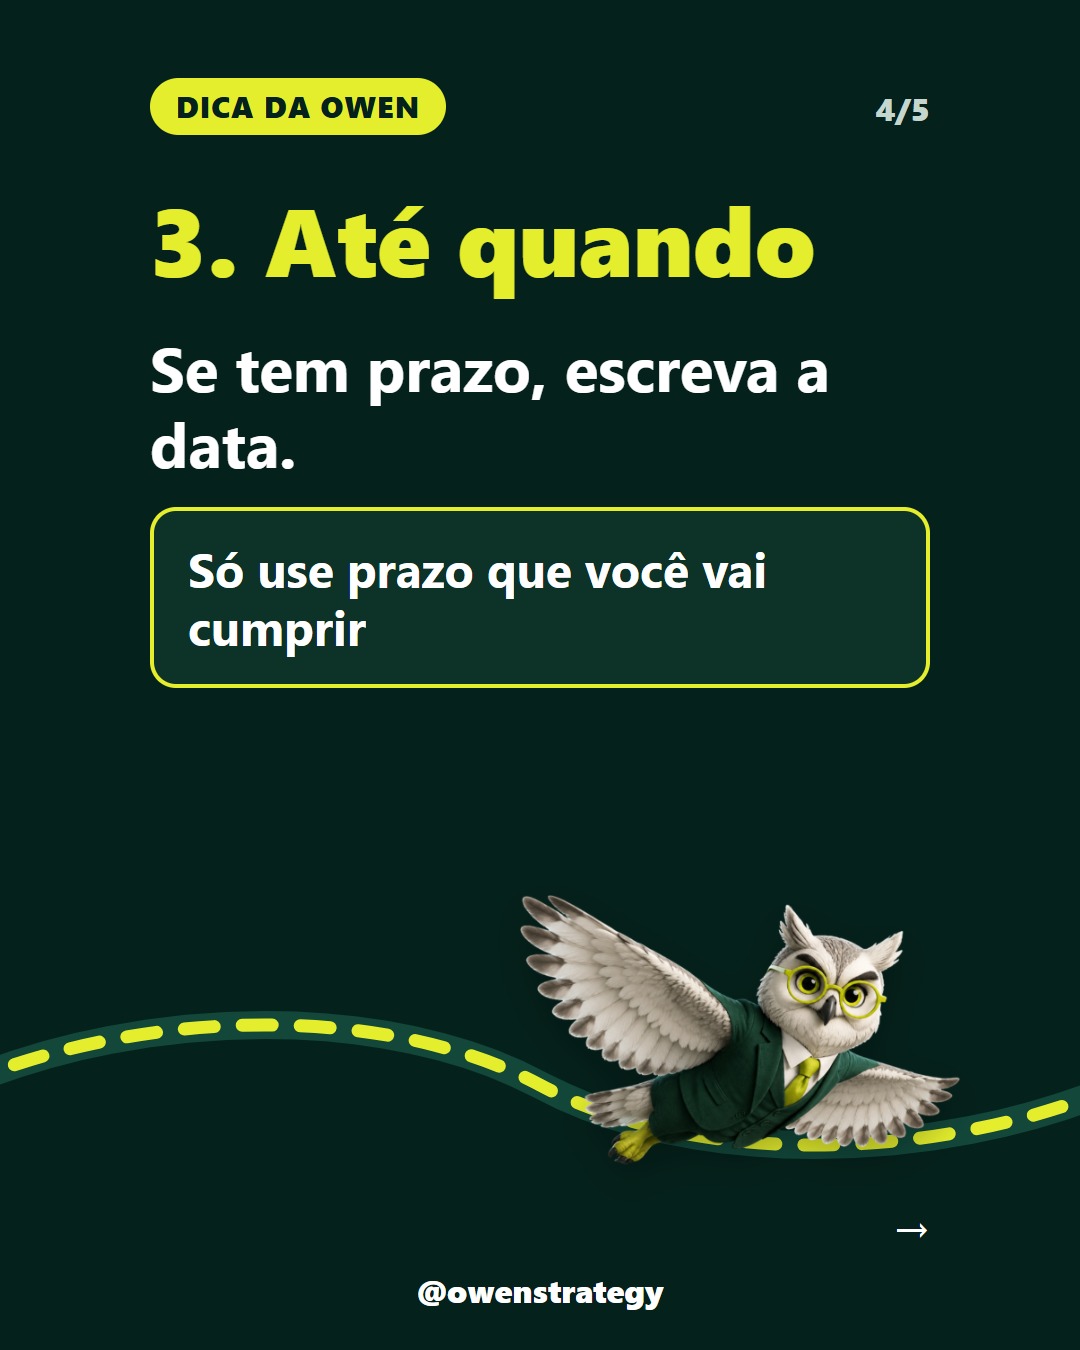 DICA DA OWEN
4/5
3. Até quando
Se tem prazo, escreva a
data.
Só use prazo que você vai
cumprir
→
@owenstrategy